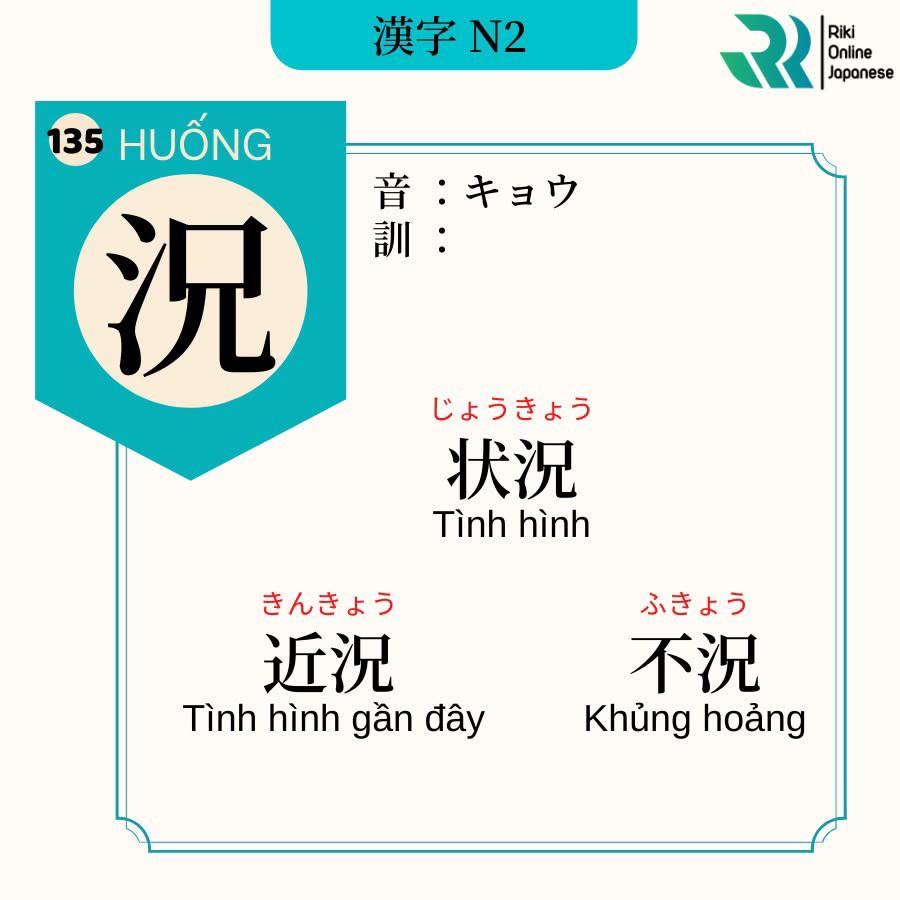 漢字 N2
Riki
Online
Japanese
135 HUỐNG
況
音 ：キョウ
訓 ：
じょうきょう
状況
Tình hình
きんきょう
近況
Tình hình gần đây
ふきょう
不況
Khủng hoảng